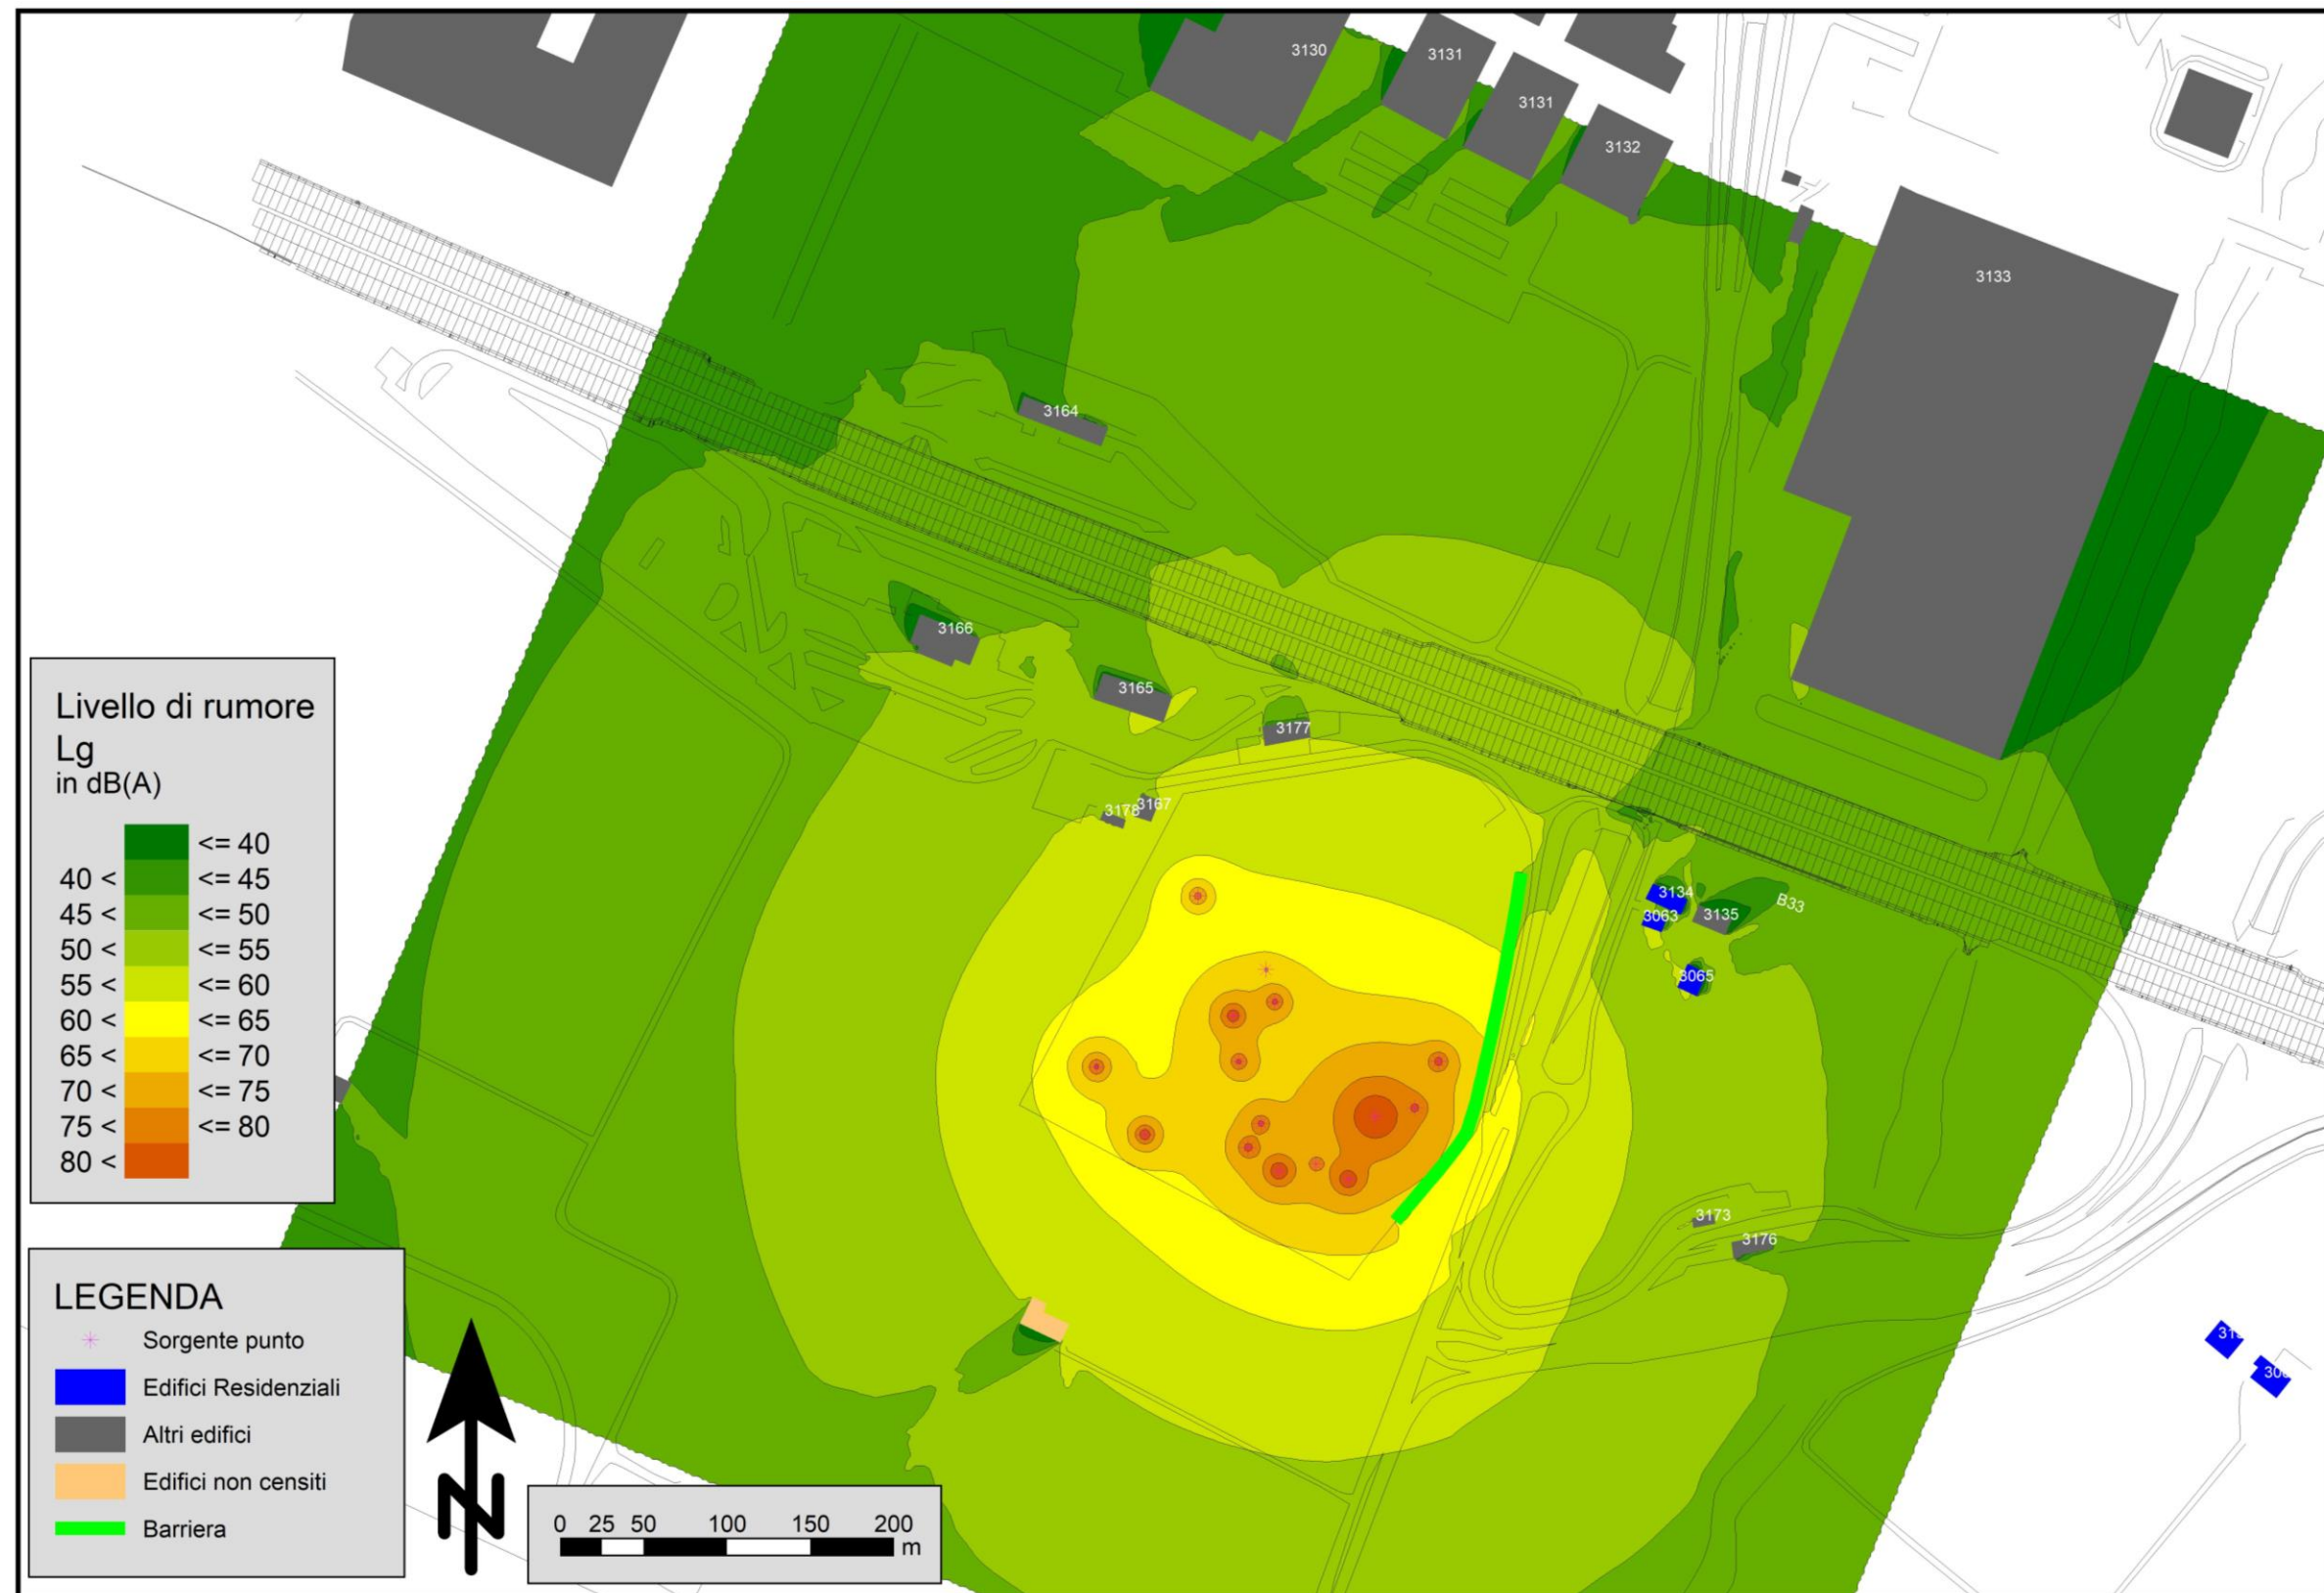 3130
3131
3131
3132
3133
3164
3166
3165
3177
3178
3167
3134
3063
3135
B33
3065
3173
3176
Livello di rumore
Lg
in dB(A)
<= 40
40 < <= 45
45 < <= 50
50 < <= 55
55 < <= 60
60 < <= 65
65 < <= 70
70 < <= 75
75 < <= 80
80 <
LEGENDA
Sorgente punto
Edifici Residenziali
Altri edifici
Edifici non censiti
Barriera
N
0 25 50 100 150 200
m